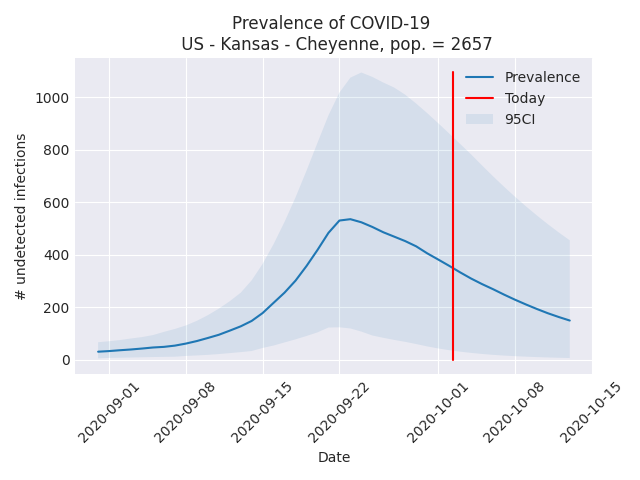 Prevalence of COVID-19
US - Kansas - Cheyenne, pop. = 2657
Prevalence
Today
95CI
# undetected infections
1000
800
600
400
200
0
2020-09-01
2020-09-08
2020-09-15
2020-09-22
2020-10-01
2020-10-08
2020-10-15
Date